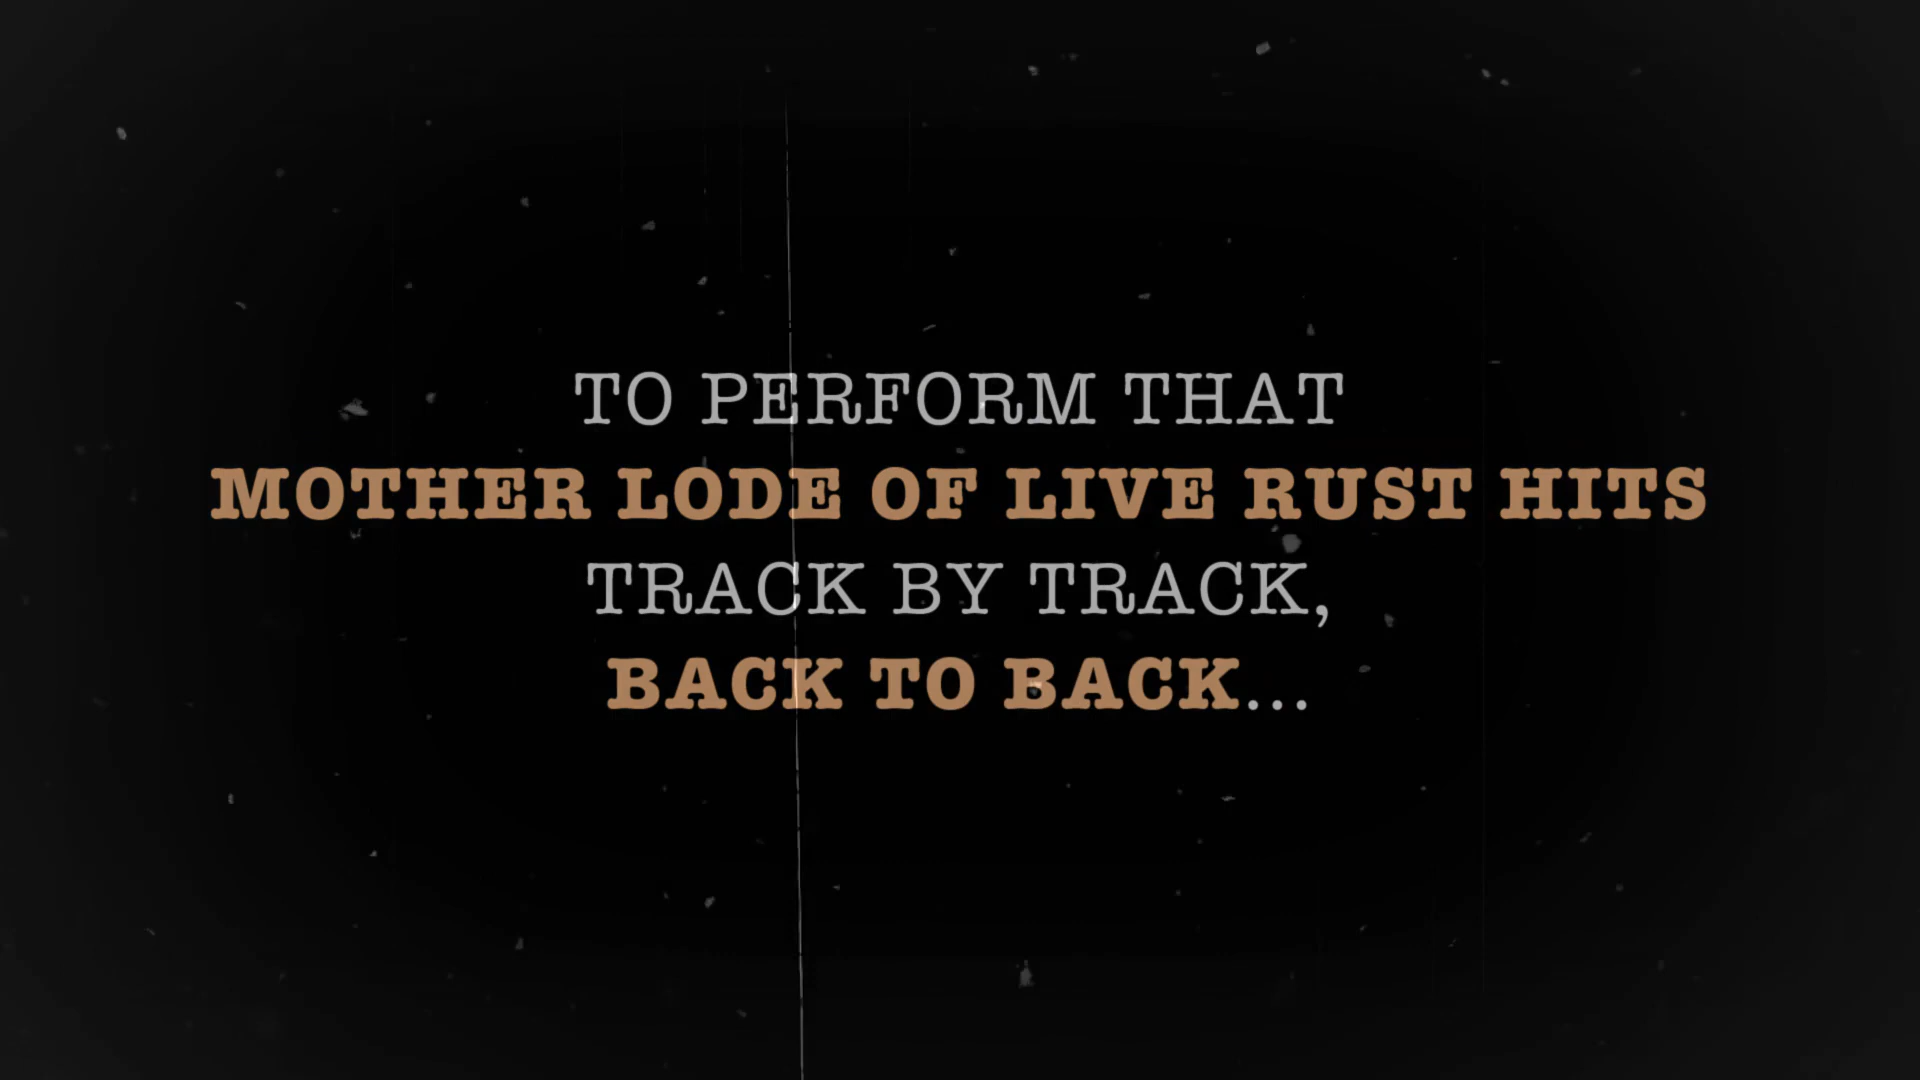 TO PERFORM THAT
MOTHER LODE OF LIVE RUST HITS
TRACK BY TRACK,
BACK TO BACK...